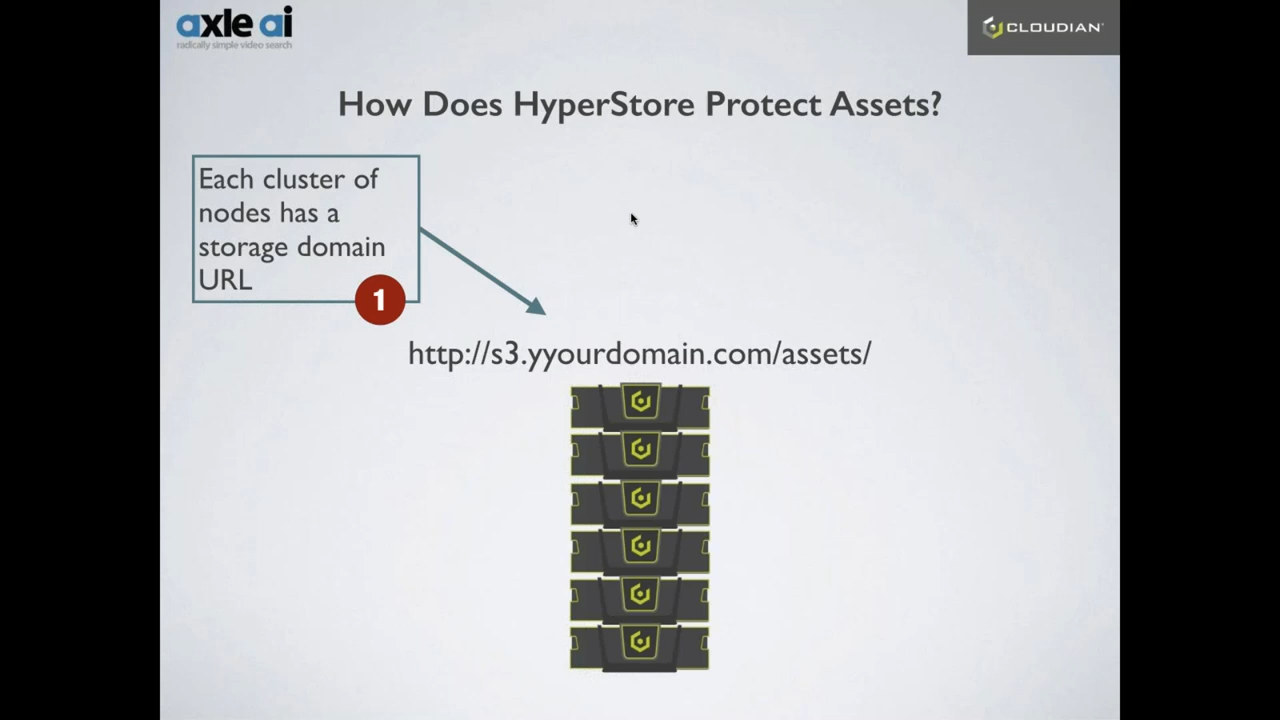 axle ai
radically simple video search
CLOUDIAN
How Does HyperStore Protect Assets?
Each cluster of
nodes has a
storage domain
URL
1
http://s3.yyourdomain.com/assets/